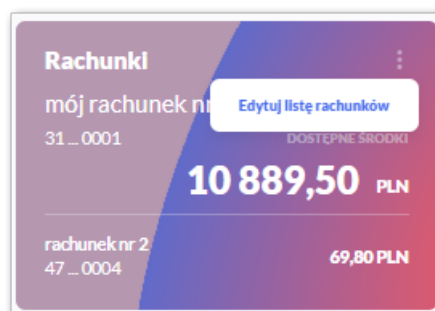 Rachunki
mój rachunek
Edytuj listę rachunków
31 ... 0001
DOSTĘPNE ŚRODKI
10 889,50 PLN
rachunek nr 2
47 ... 0004
69,80 PLN